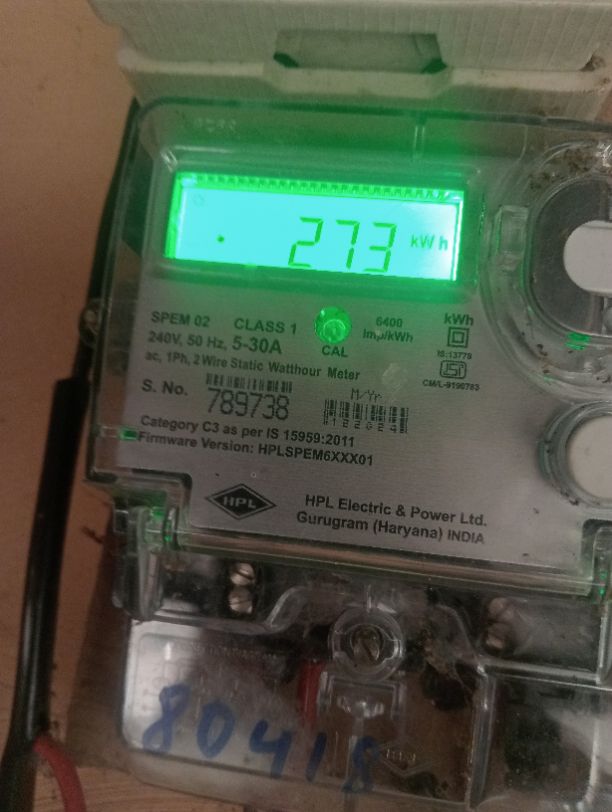 273 kWh
SPEM 02 CLASS 1 6400 kWh
240V, 50 Hz, 5-30A CAL Imp/kWh
IS:13779
ac, 1Ph, 2 Wire Static Watthour Meter
CM/L-9190783
S. No. 789738 M/Yr
Category C3 as per IS 15959:2011
Firmware Version: HPLSPEM6XXX01
HPL HPL Electric & Power Ltd.
Gurugram (Haryana) INDIA